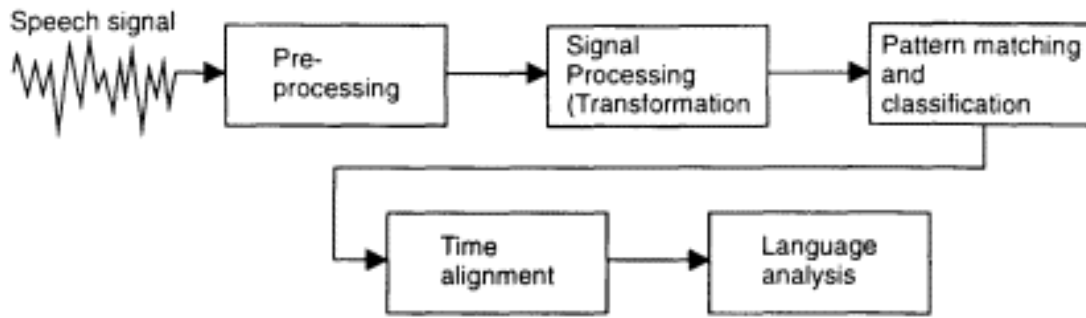 Speech signal
Pre-
processing
Signal
Processing
(Transformation
Pattern matching
and
classification
Time
alignment
Language
analysis